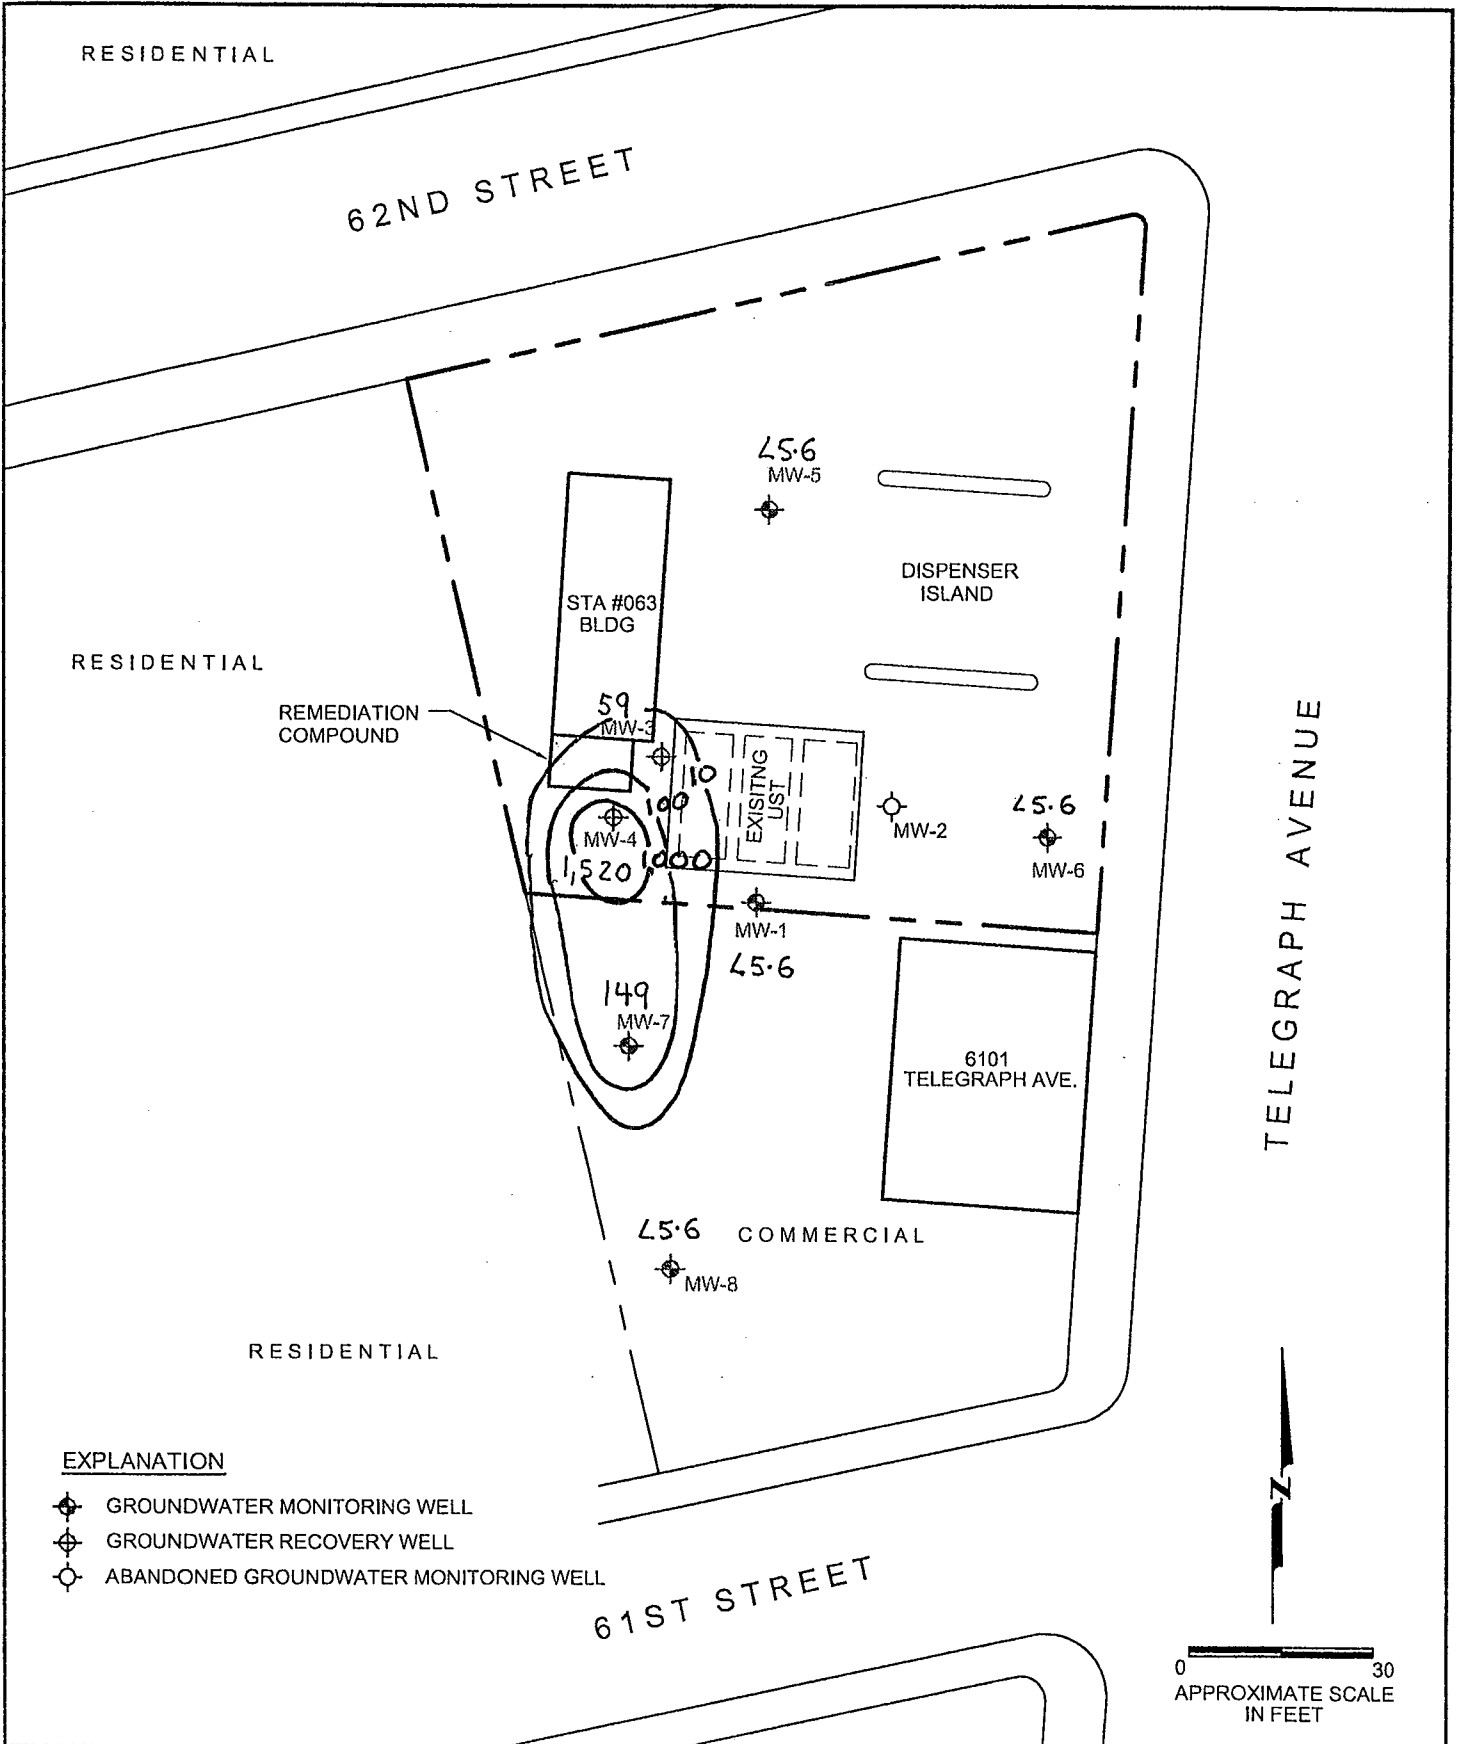 RESIDENTIAL
62ND STREET
∠5.6
MW-5
DISPENSER
ISLAND
STA #063
BLDG
RESIDENTIAL
59
MW-3
REMEDIATION
COMPOUND
10
100
EXISITNG
UST
MW-2
∠5.6
MW-6
MW-4
1,520
1000
MW-1
∠5.6
149
MW-7
6101
TELEGRAPH AVE.
TELEGRAPH AVENUE
∠5.6
MW-8
COMMERCIAL
RESIDENTIAL
EXPLANATION
GROUNDWATER MONITORING WELL
GROUNDWATER RECOVERY WELL
ABANDONED GROUNDWATER MONITORING WELL
61ST STREET
N
0 30
APPROXIMATE SCALE
IN FEET